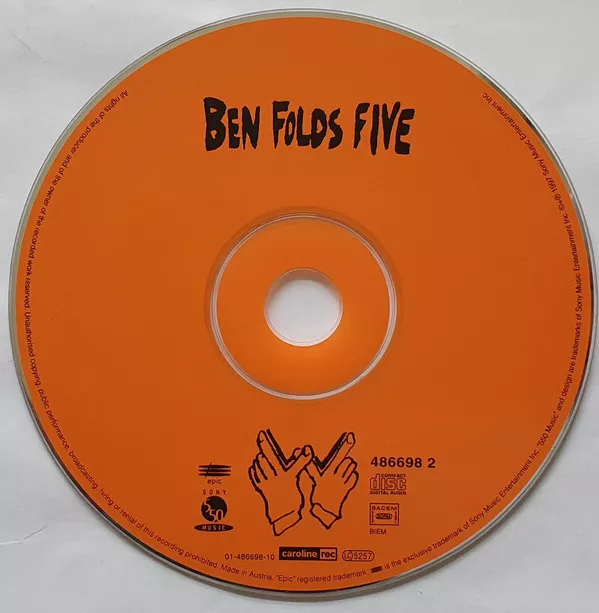 BEN FOLDS FIVE
486698 2
COMPACT
disc
DIGITAL AUDIO
epic
SONY
550
MUSIC
SACEM
BIEM
01-486698-10
caroline rec
LC 5257
All rights of the producer and of the owner of the recorded work reserved. Unauthorised copying, public performance, broadcasting, hiring or rental of this recording prohibited. Made in Austria. "Epic" registered trademark.
is the exclusive trademark of Sony Music Entertainment Inc. "550 Music" and design are trademarks of Sony Music Entertainment Inc. ℗+© 1997 Sony Music Entertainment Inc.